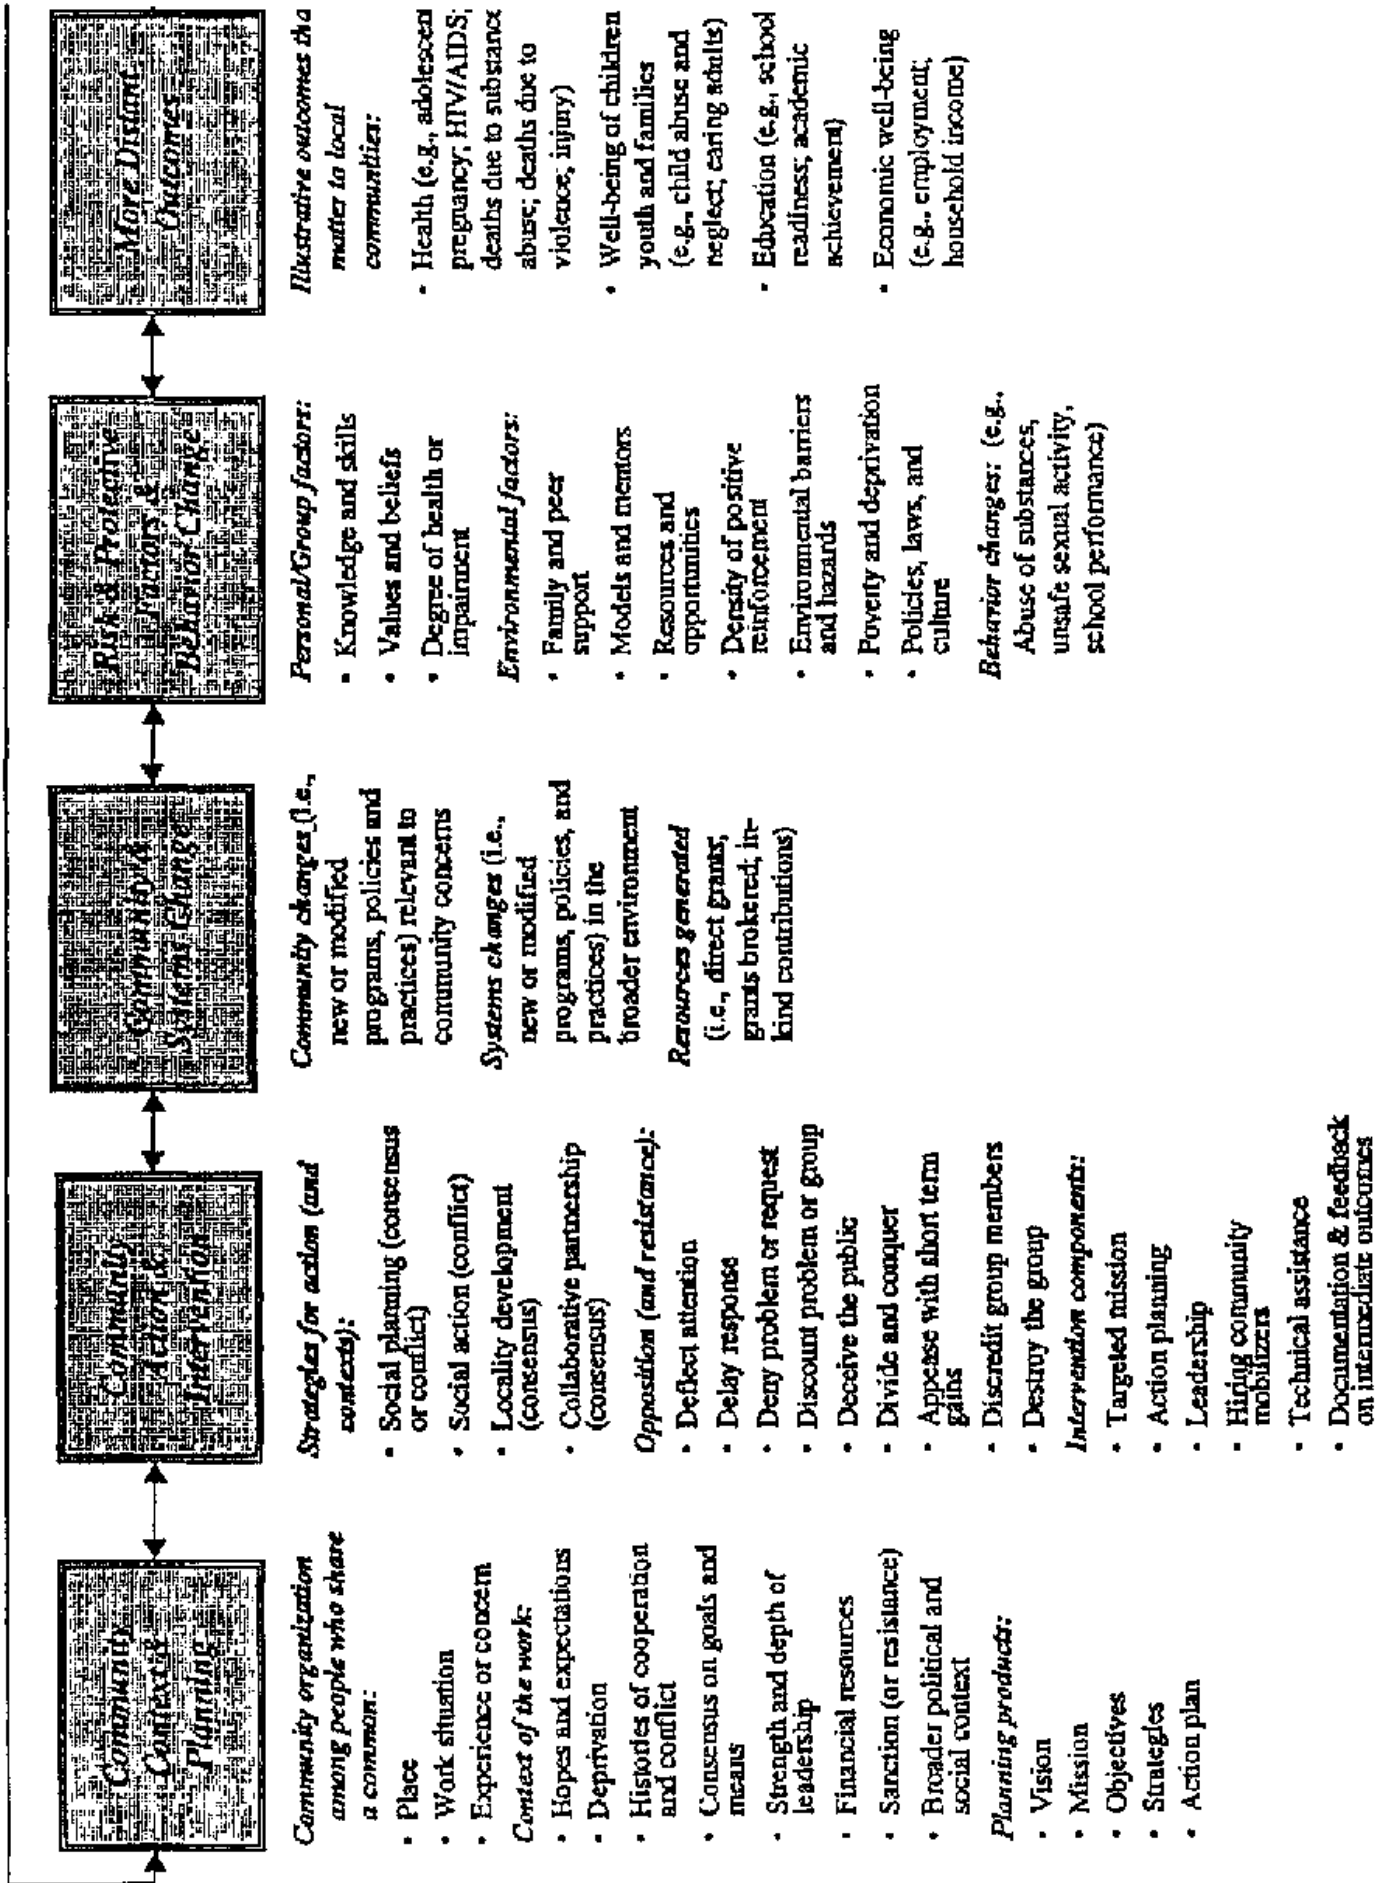 Community
Context &
Planning
Community organization
among people who share
a common:
• Place
• Work situation
• Experience or concern
Context of the work:
• Hopes and expectations
• Deprivation
• Histories of cooperation
and conflict
• Consensus on goals and
means
• Strength and depth of
leadership
• Financial resources
• Sanction (or resistance)
• Broader political and
social context
Planning products:
• Vision
• Mission
• Objectives
• Strategies
• Action plan
Community
Action &
Intervention
Strategies for action (and
contexts):
• Social planning (consensus
or conflict)
• Social action (conflict)
• Locality development
(consensus)
• Collaborative partnership
(consensus)
Opposition (and resistance):
• Deflect attention
• Delay response
• Deny problem or request
• Discount problem or group
• Deceive the public
• Divide and conquer
• Appease with short term
gains
• Discredit group members
• Destroy the group
Intervention components:
• Targeted mission
• Action planning
• Leadership
• Hiring community
mobilizers
• Technical assistance
• Documentation & feedback
on intermediate outcomes
Community &
Systems Change
Community changes (i.e.,
new or modified
programs, policies and
practices) relevant to
community concerns
Systems changes (i.e.,
new or modified
programs, policies, and
practices) in the
broader environment
Resources generated
(i.e., direct grants;
grants brokered; in-
kind contributions)
Risk & Protective
Factors &
Behavior Change
Personal/Group factors:
• Knowledge and skills
• Values and beliefs
• Degree of health or
impairment
Environmental factors:
• Family and peer
support
• Models and mentors
• Resources and
opportunities
• Density of positive
reinforcement
• Environmental barriers
and hazards
• Poverty and deprivation
• Policies, laws, and
culture
Behavior changes: (e.g.,
Abuse of substances,
unsafe sexual activity,
school performance)
More Distant
Outcomes
Illustrative outcomes tha
matter to local
communities:
• Health (e.g., adolescen
pregnancy; HIV/AIDS;
deaths due to substance
abuse; deaths due to
violence; injury)
• Well-being of children
youth and families
(e.g., child abuse and
neglect; caring adults)
• Education (e.g., school
readiness; academic
achievement)
• Economic well-being
(e.g., employment;
household income)